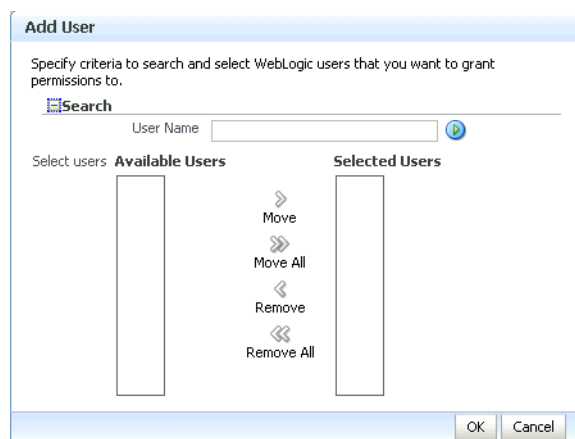 Add User
Specify criteria to search and select WebLogic users that you want to grant
permissions to.
Search
User Name
Select users Available Users Selected Users
Move
Move All
Remove
Remove All
OK Cancel